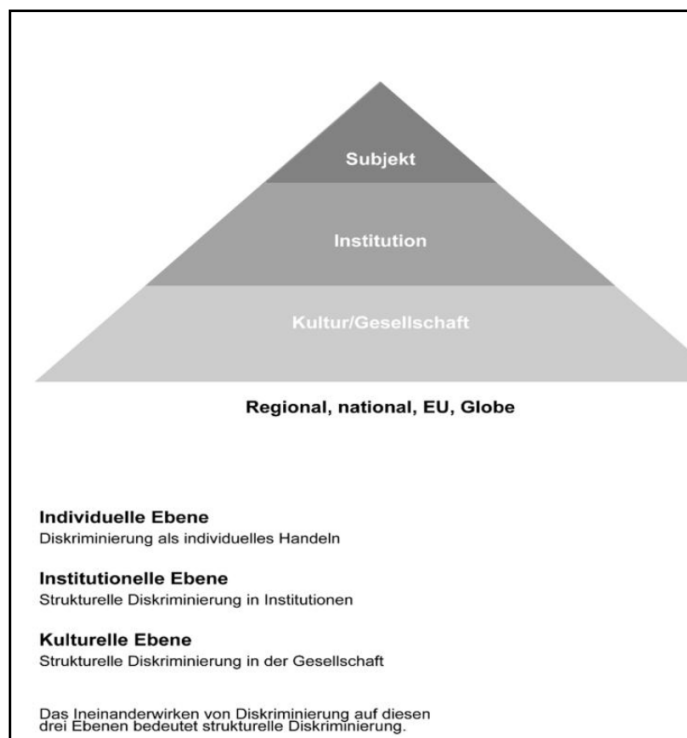 Subjekt
Institution
Kultur/Gesellschaft
Regional, national, EU, Globe
Individuelle Ebene
Diskriminierung als individuelles Handeln
Institutionelle Ebene
Strukturelle Diskriminierung in Institutionen
Kulturelle Ebene
Strukturelle Diskriminierung in der Gesellschaft
Das Ineinanderwirken von Diskriminierung auf diesen
drei Ebenen bedeutet strukturelle Diskriminierung.